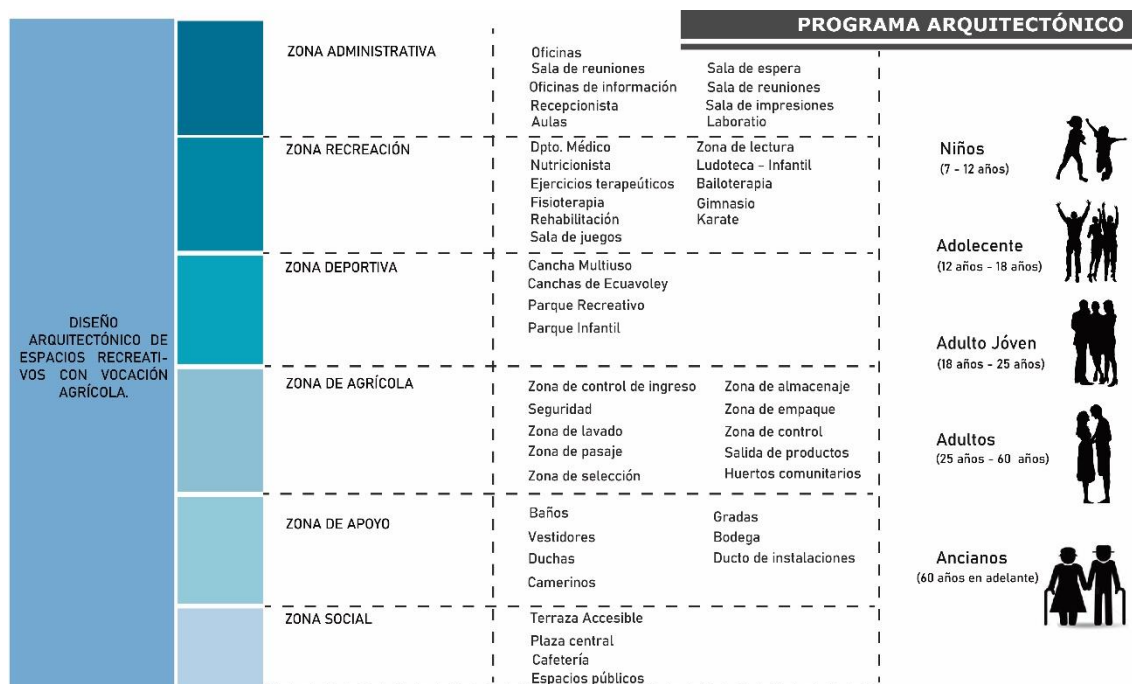 PROGRAMA ARQUITECTÓNICO
DISEÑO
ARQUITECTÓNICO DE
ESPACIOS RECREATI-
VOS CON VOCACIÓN
AGRÍCOLA.
ZONA ADMINISTRATIVA
Oficinas
Sala de reuniones
Oficinas de información
Recepcionista
Aulas
Sala de espera
Sala de reuniones
Sala de impresiones
Laboratio
ZONA RECREACIÓN
Dpto. Médico
Nutricionista
Ejercicios terapeúticos
Fisioterapia
Rehabilitación
Sala de juegos
Zona de lectura
Ludoteca – Infantil
Bailoterapia
Gimnasio
Karate
ZONA DEPORTIVA
Cancha Multiuso
Canchas de Ecuavoley
Parque Recreativo
Parque Infantil
ZONA DE AGRÍCOLA
Zona de control de ingreso
Seguridad
Zona de lavado
Zona de pasaje
Zona de selección
Zona de almacenaje
Zona de empaque
Zona de control
Salida de productos
Huertos comunitarios
ZONA DE APOYO
Baños
Vestidores
Duchas
Camerinos
Gradas
Bodega
Ducto de instalaciones
ZONA SOCIAL
Terraza Accesible
Plaza central
Cafetería
Espacios públicos
Niños
(7 - 12 años)
Adolecente
(12 años - 18 años)
Adulto Jóven
(18 años - 25 años)
Adultos
(25 años - 60 años)
Ancianos
(60 años en adelante)